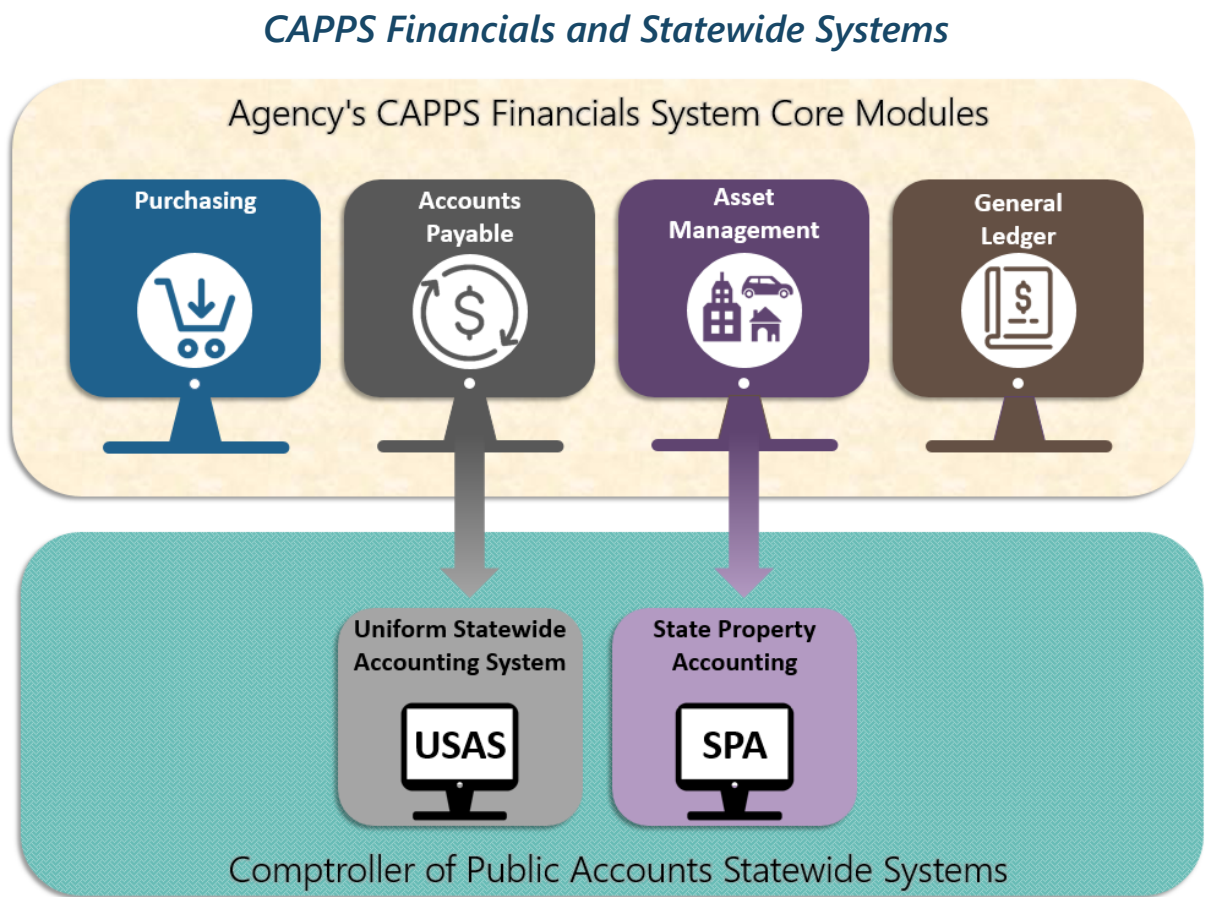 CAPPS Financials and Statewide Systems
Agency's CAPPS Financials System Core Modules
Purchasing
Accounts
Payable
$
Asset
Management
General
Ledger
$
Uniform Statewide
Accounting System
USAS
State Property
Accounting
SPA
Comptroller of Public Accounts Statewide Systems